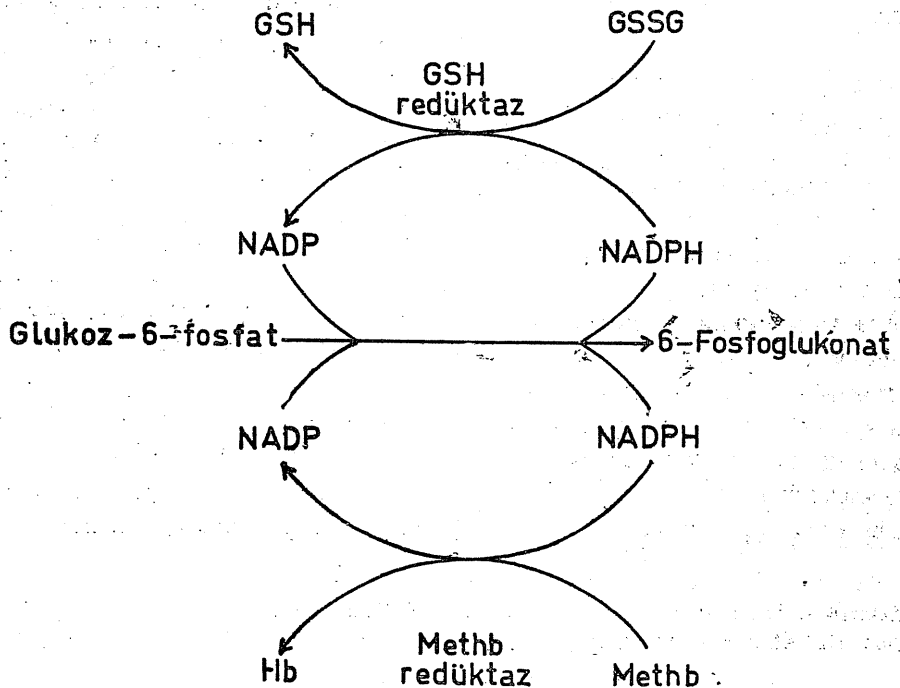 GSH
GSSG
GSH
redüktaz
NADP
NADPH
Glukoz-6-fosfat
6-Fosfoglukonat
NADP
NADPH
Hb
Methb
redüktaz
Methb